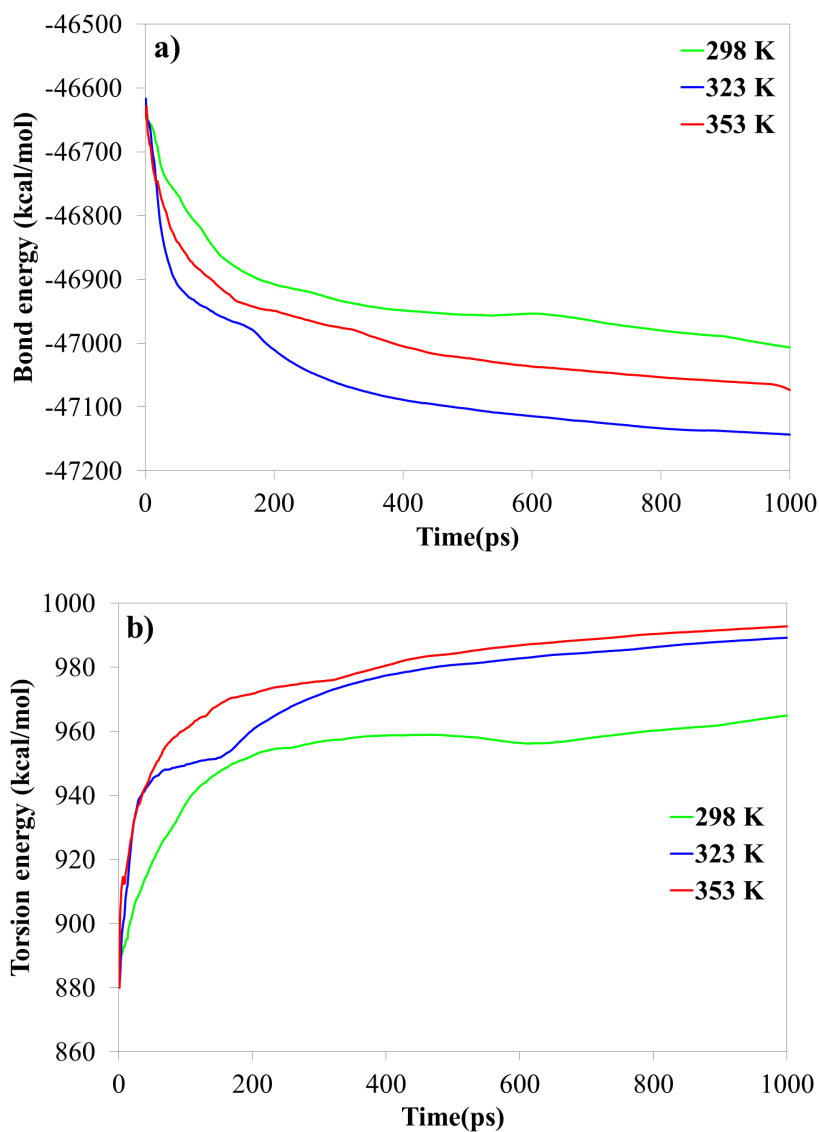 a)
298 K
323 K
353 K
Bond energy (kcal/mol)
-46500
-46600
-46700
-46800
-46900
-47000
-47100
-47200
0 200 400 600 800 1000
Time(ps)
b)
298 K
323 K
353 K
Torsion energy (kcal/mol)
1000
980
960
940
920
900
880
860
0 200 400 600 800 1000
Time(ps)